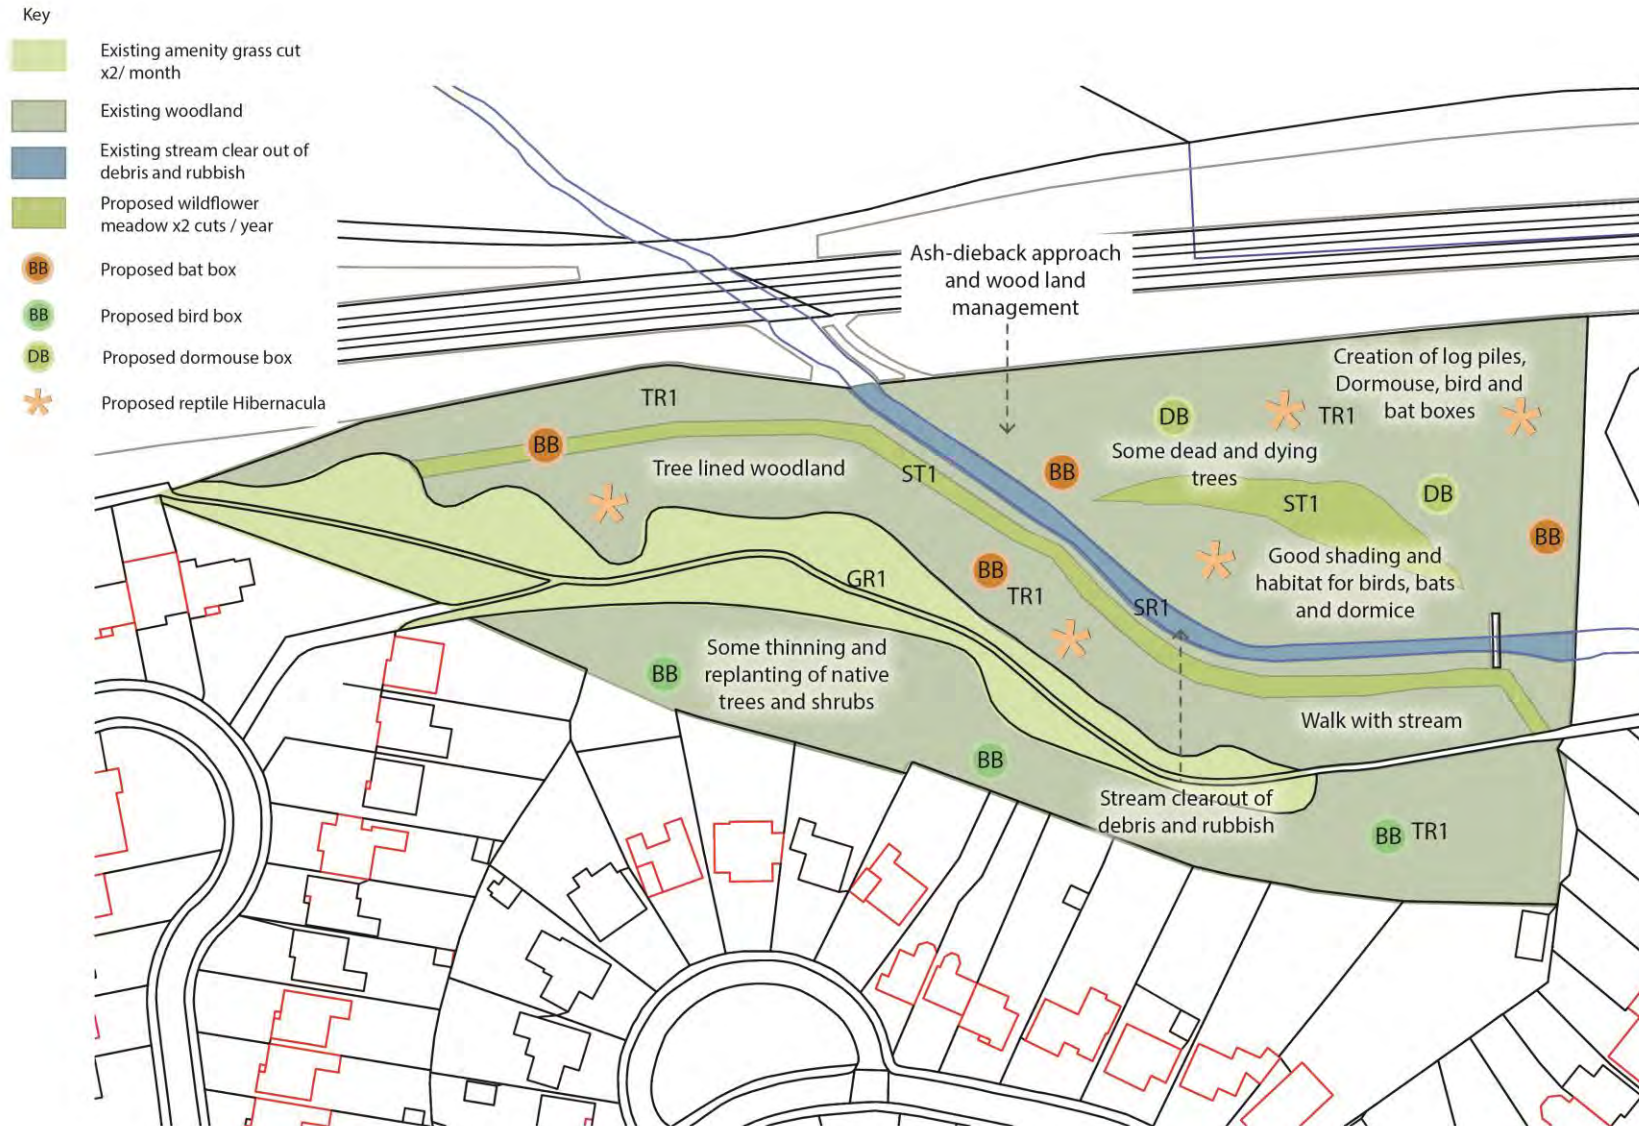 Key
Existing amenity grass cut
x2/ month
Existing woodland
Existing stream clear out of
debris and rubbish
Proposed wildflower
meadow x2 cuts / year
BB
Proposed bat box
BB
Proposed bird box
DB
Proposed dormouse box
Proposed reptile Hibernacula
Ash-dieback approach
and wood land
management
Creation of log piles,
Dormouse, bird and
bat boxes
TR1
DB
TR1
BB
Some dead and dying
trees
Tree lined woodland
ST1
BB
DB
ST1
BB
Good shading and
habitat for birds, bats
and dormice
BB
GR1
TR1
SR1
Some thinning and
replanting of native
trees and shrubs
BB
Walk with stream
BB
Stream clearout of
debris and rubbish
BB
TR1